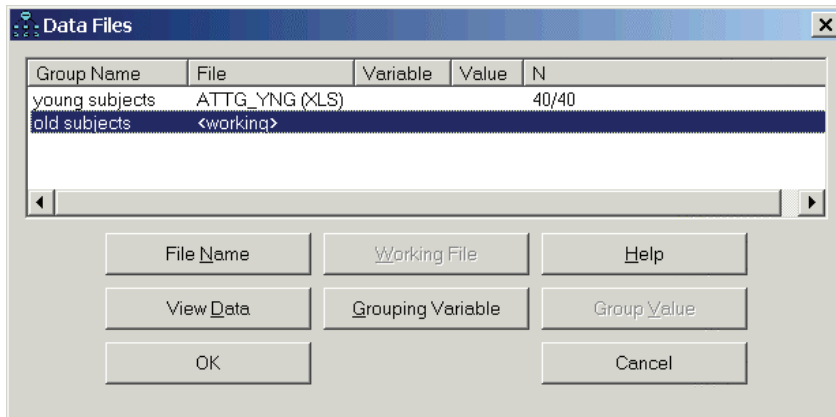 Data Files
Group Name File Variable Value N
young subjects ATTG_YNG (XLS) 40/40
old subjects <working>
File Name Working File Help
View Data Grouping Variable Group Value
OK Cancel